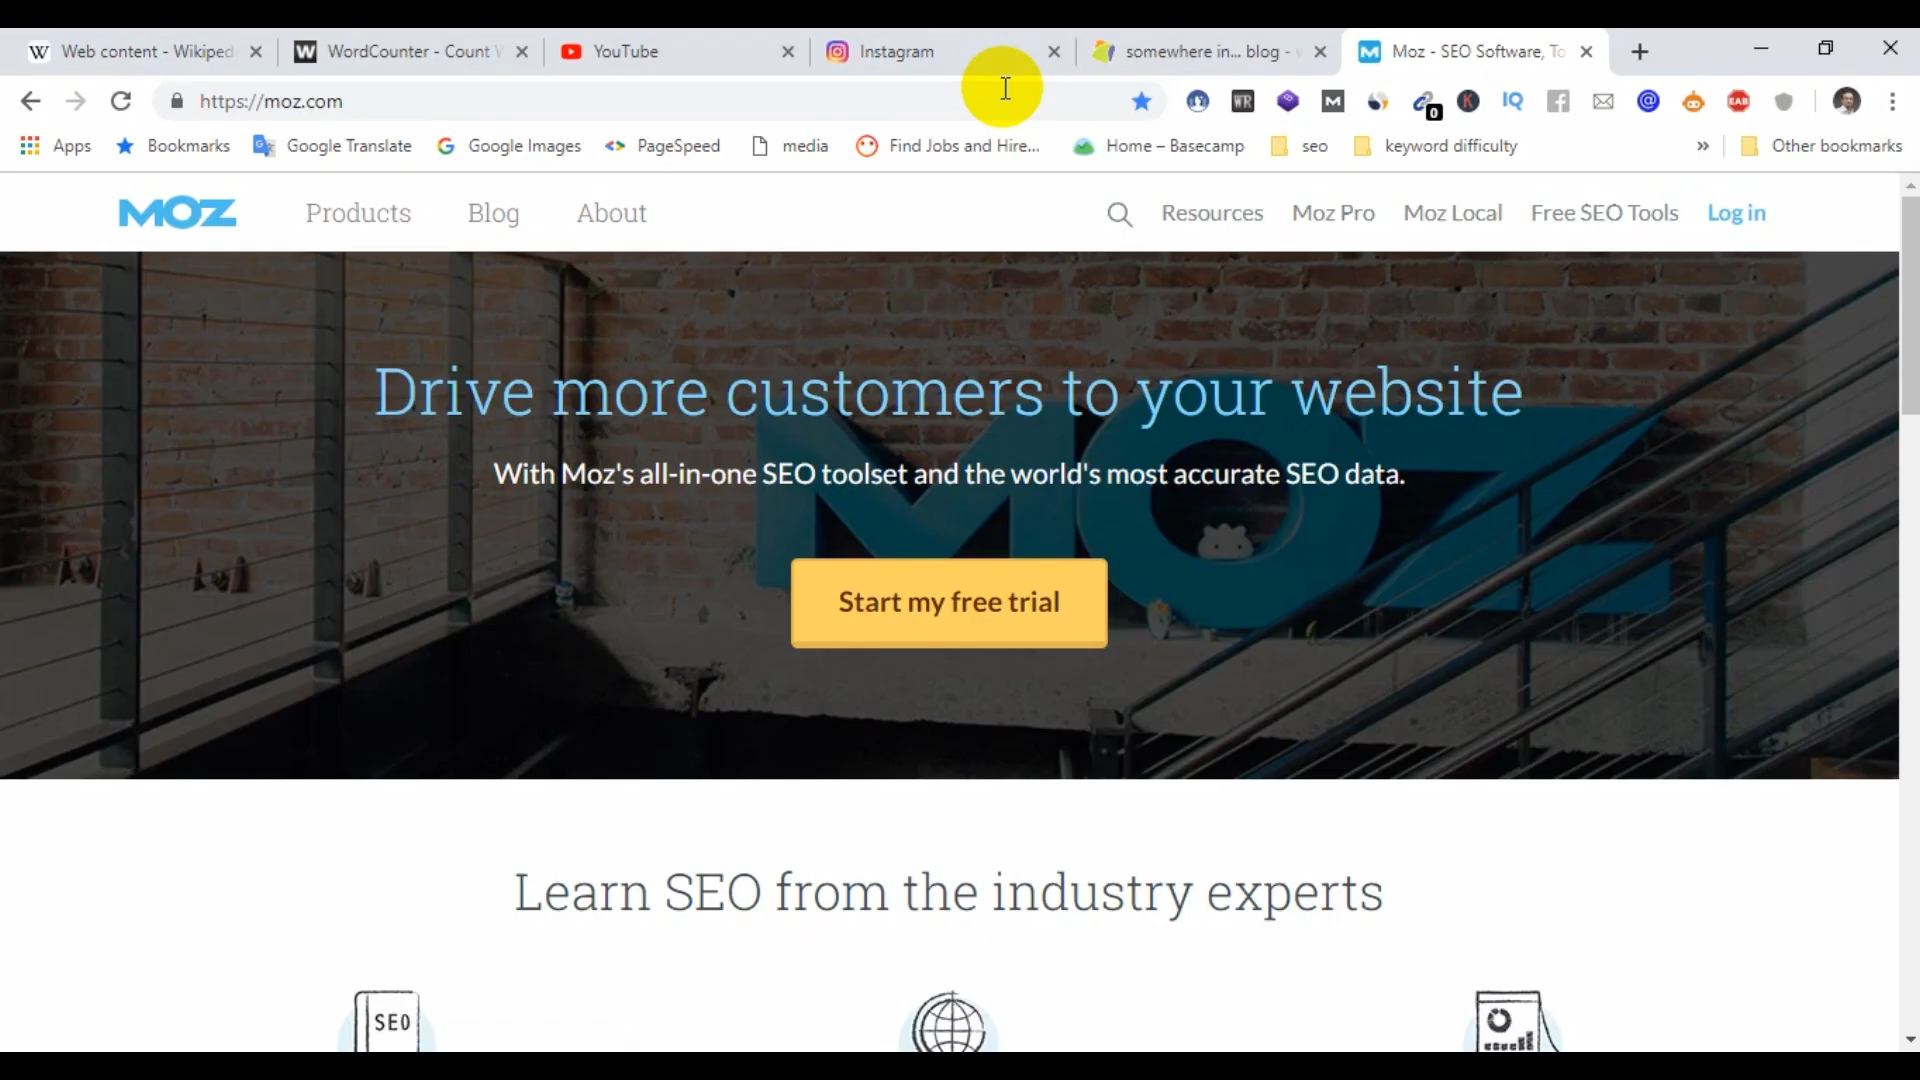 Web content - Wikiped
WordCounter - Count
YouTube
Instagram
somewhere in... blog -
Moz - SEO Software, To
https://moz.com
Apps
Bookmarks
Google Translate
Google Images
PageSpeed
media
Find Jobs and Hire...
Home – Basecamp
seo
keyword difficulty
Other bookmarks
MOZ
Products
Blog
About
Resources
Moz Pro
Moz Local
Free SEO Tools
Log in
Drive more customers to your website
With Moz's all-in-one SEO toolset and the world's most accurate SEO data.
Start my free trial
Learn SEO from the industry experts
SEO